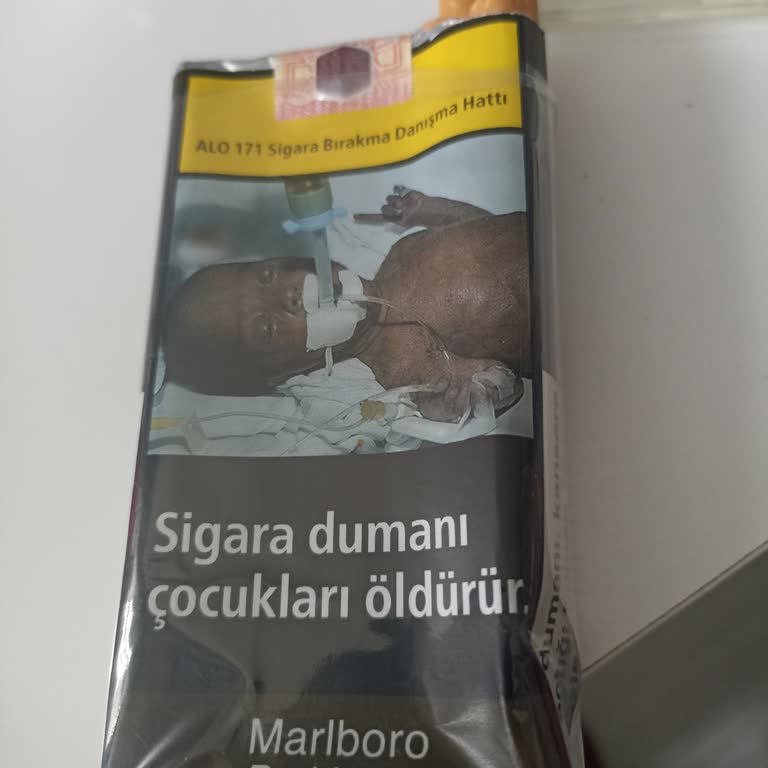 ALO 171 Sigara Bırakma Danışma Hattı
Sigara dumanı
çocukları öldürür.
Marlboro